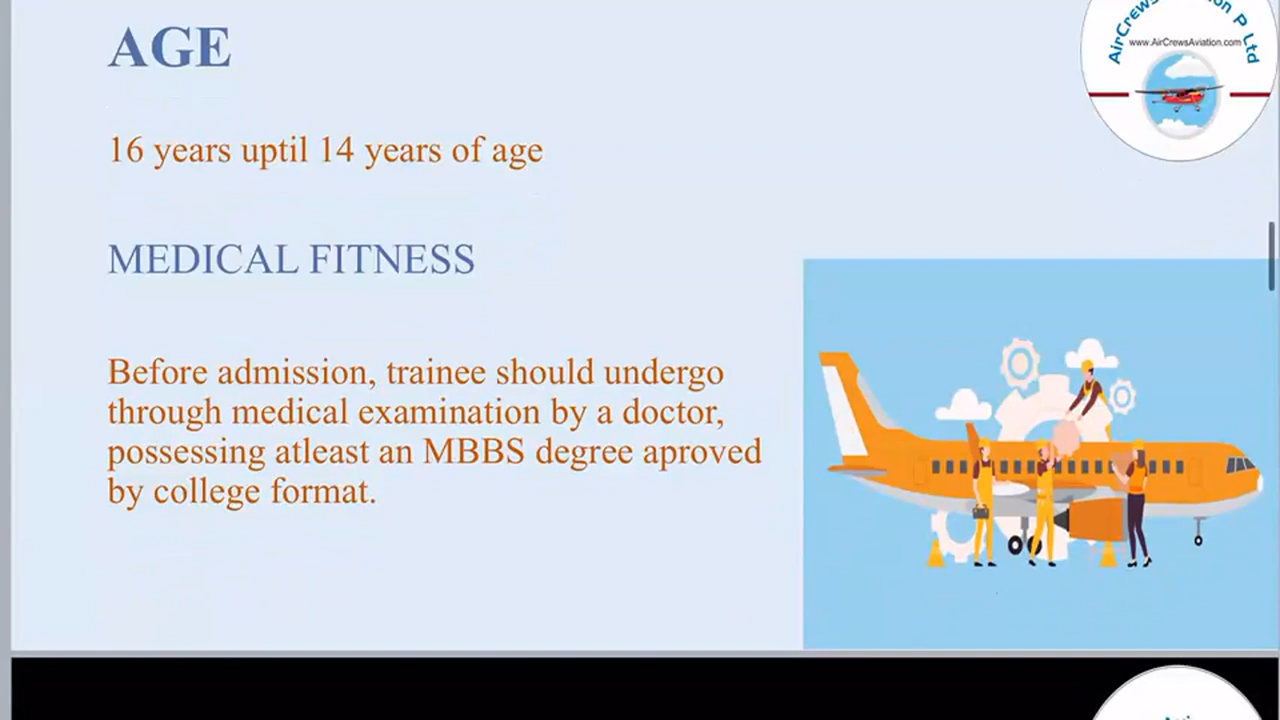 AGE
16 years uptil 14 years of age
MEDICAL FITNESS
Before admission, trainee should undergo
through medical examination by a doctor,
possessing atleast an MBBS degree aproved
by college format.
AirCrews
on P Ltd
www.AirCrewsAviation.com